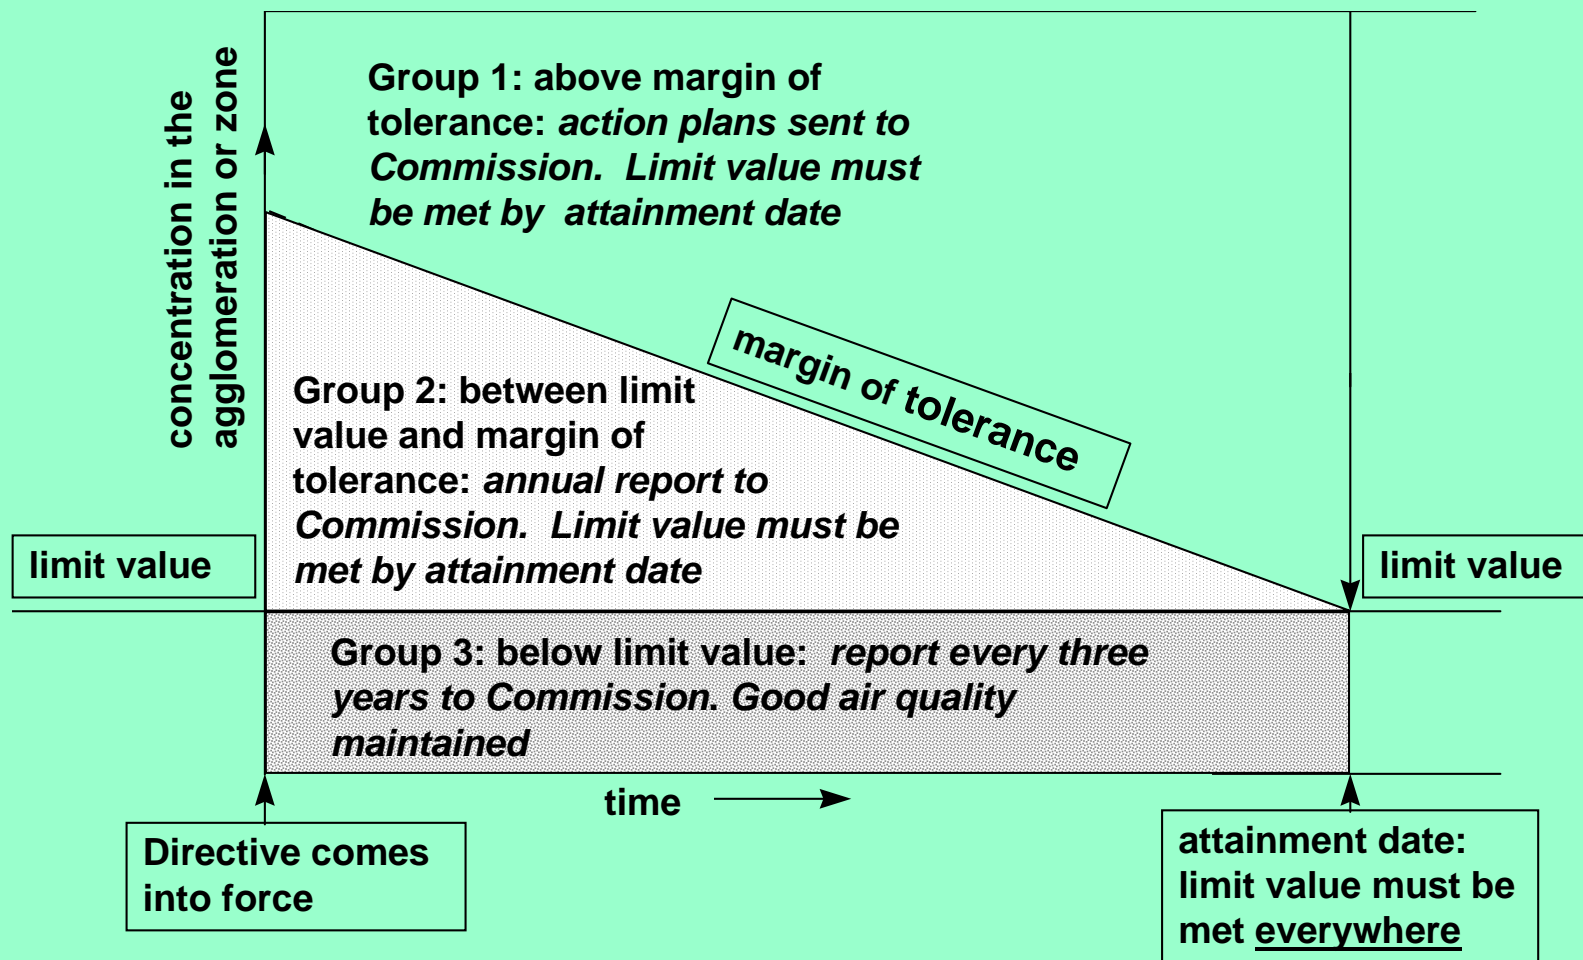 concentration in the
agglomeration or zone
Group 1: above margin of
tolerance: action plans sent to
Commission. Limit value must
be met by attainment date
margin of tolerance
Group 2: between limit
value and margin of
tolerance: annual report to
Commission. Limit value must be
met by attainment date
limit value
limit value
Group 3: below limit value: report every three
years to Commission. Good air quality
maintained
time
Directive comes
into force
attainment date:
limit value must be
met everywhere